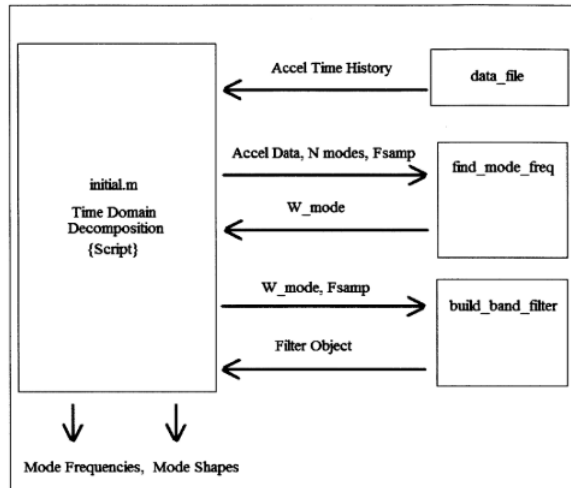 Accel Time History
data_file
Accel Data, N modes, Fsamp
find_mode_freq
initial.m
Time Domain
Decomposition
{Script}
W_mode
W_mode, Fsamp
build_band_filter
Filter Object
Mode Frequencies, Mode Shapes